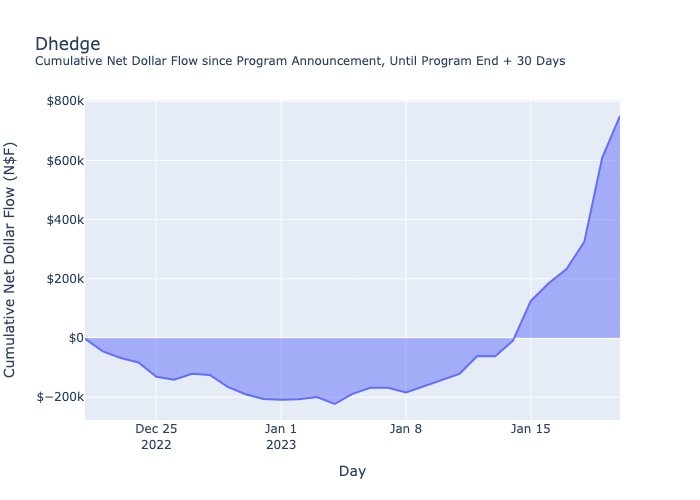 Dhedge
Cumulative Net Dollar Flow since Program Announcement, Until Program End + 30 Days
Cumulative Net Dollar Flow (N$F)
$800k
$600k
$400k
$200k
$0
$−200k
Dec 25
2022
Jan 1
2023
Jan 8
Jan 15
Day